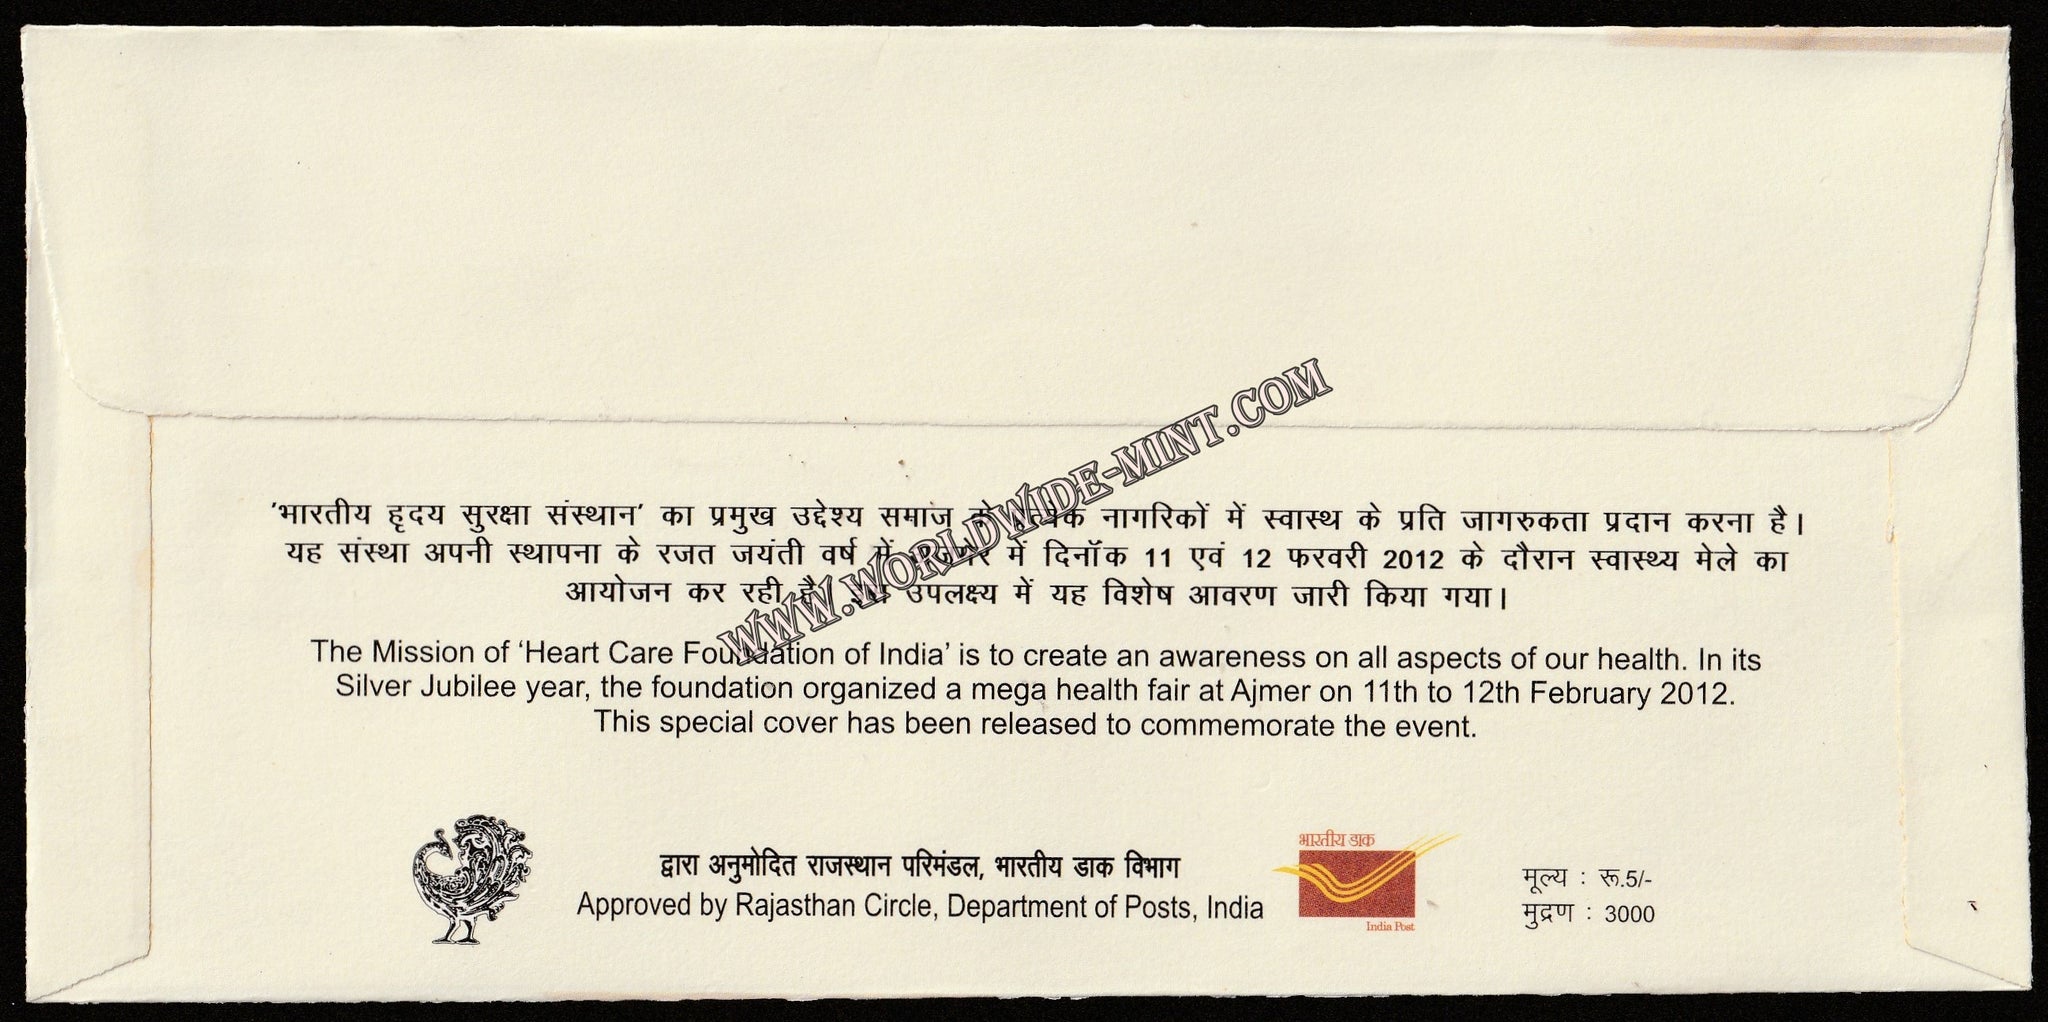 'भारतीय हृदय सुरक्षा संस्थान' का प्रमुख उद्देश्य समाज नागरिकों में स्वास्थ के प्रति जागरुकता प्रदान करना है।
यह संस्था अपनी स्थापना के रजत जयंती वर्ष में में दिनॉक 11 एवं 12 फरवरी 2012 के दौरान स्वास्थ्य मेले का
आयोजन कर रही है। उपलक्ष्य में यह विशेष आवरण जारी किया गया।
WWW.WORLDWIDE-MINT.COM
The Mission of ‘Heart Care Foundation of India’ is to create an awareness on all aspects of our health. In its
Silver Jubilee year, the foundation organized a mega health fair at Ajmer on 11th to 12th February 2012.
This special cover has been released to commemorate the event.
द्वारा अनुमोदित राजस्थान परिमंडल, भारतीय डाक विभाग
Approved by Rajasthan Circle, Department of Posts, India
भारतीय डाक
India Post
मूल्य : रू.5/-
मुद्रण : 3000